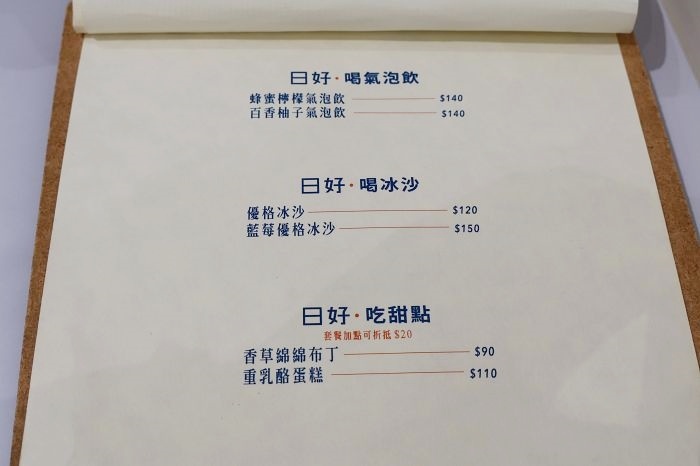 日好·喝氣泡飲
蜂蜜檸檬氣泡飲 $140
百香柚子氣泡飲 $140
日好·喝冰沙
優格冰沙 $120
藍莓優格冰沙 $150
日好·吃甜點
套餐加點可折抵 $20
香草綿綿布丁 $90
重乳酪蛋糕 $110